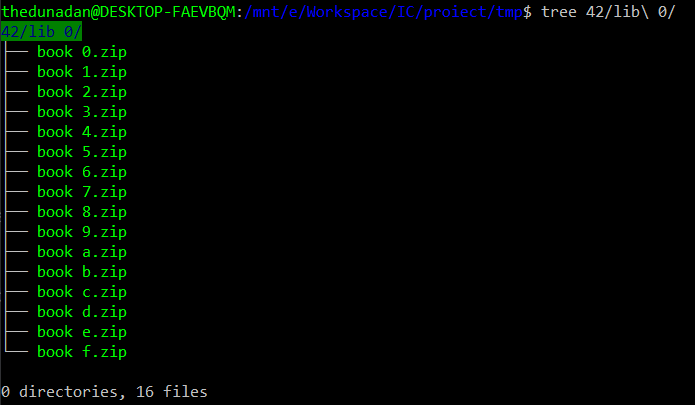 thedunadan@DESKTOP-FAEVBQM:/mnt/e/Workspace/IC/project/tmp$ tree 42/lib\ 0/
42/lib 0/
├── book 0.zip
├── book 1.zip
├── book 2.zip
├── book 3.zip
├── book 4.zip
├── book 5.zip
├── book 6.zip
├── book 7.zip
├── book 8.zip
├── book 9.zip
├── book a.zip
├── book b.zip
├── book c.zip
├── book d.zip
├── book e.zip
└── book f.zip
0 directories, 16 files